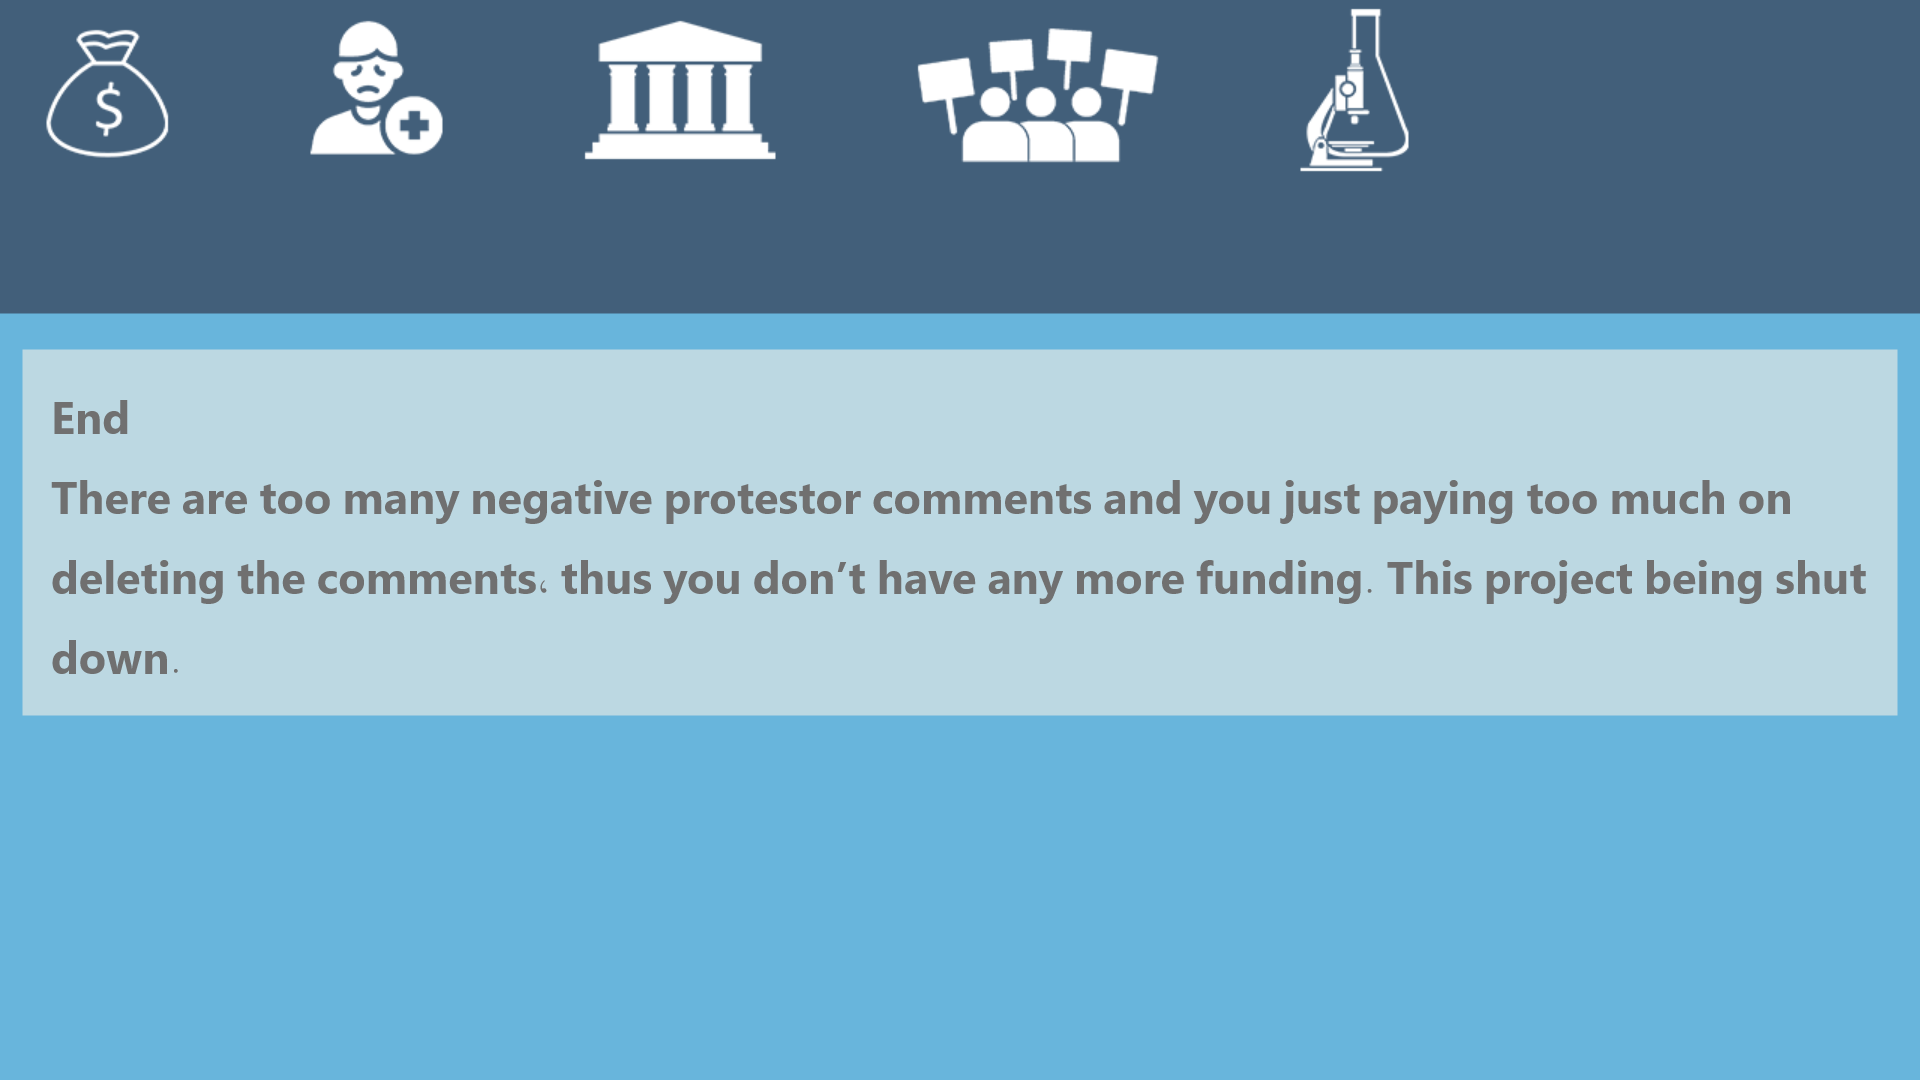 $
End
There are too many negative protestor comments and you just paying too much on
deleting the comments، thus you don’t have any more funding. This project being shut
down.